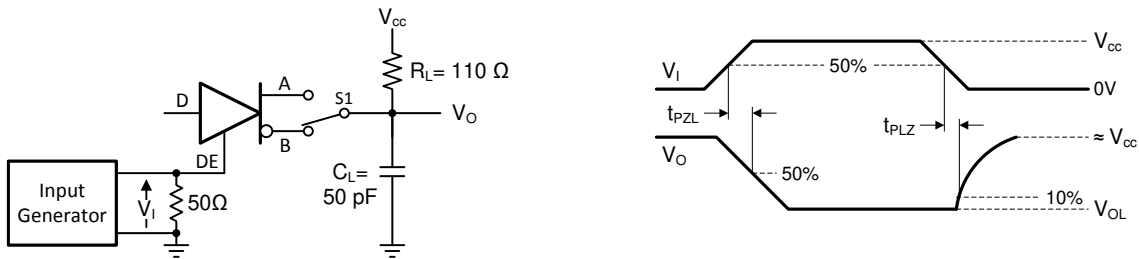 Vcc
RL= 110 Ω
A
S1
D
VO
B
DE
CL=
50 pF
Input
Generator
VI
50Ω
Vcc
VI
50%
0V
tPZL
tPLZ
≈ Vcc
VO
50%
10%
VOL